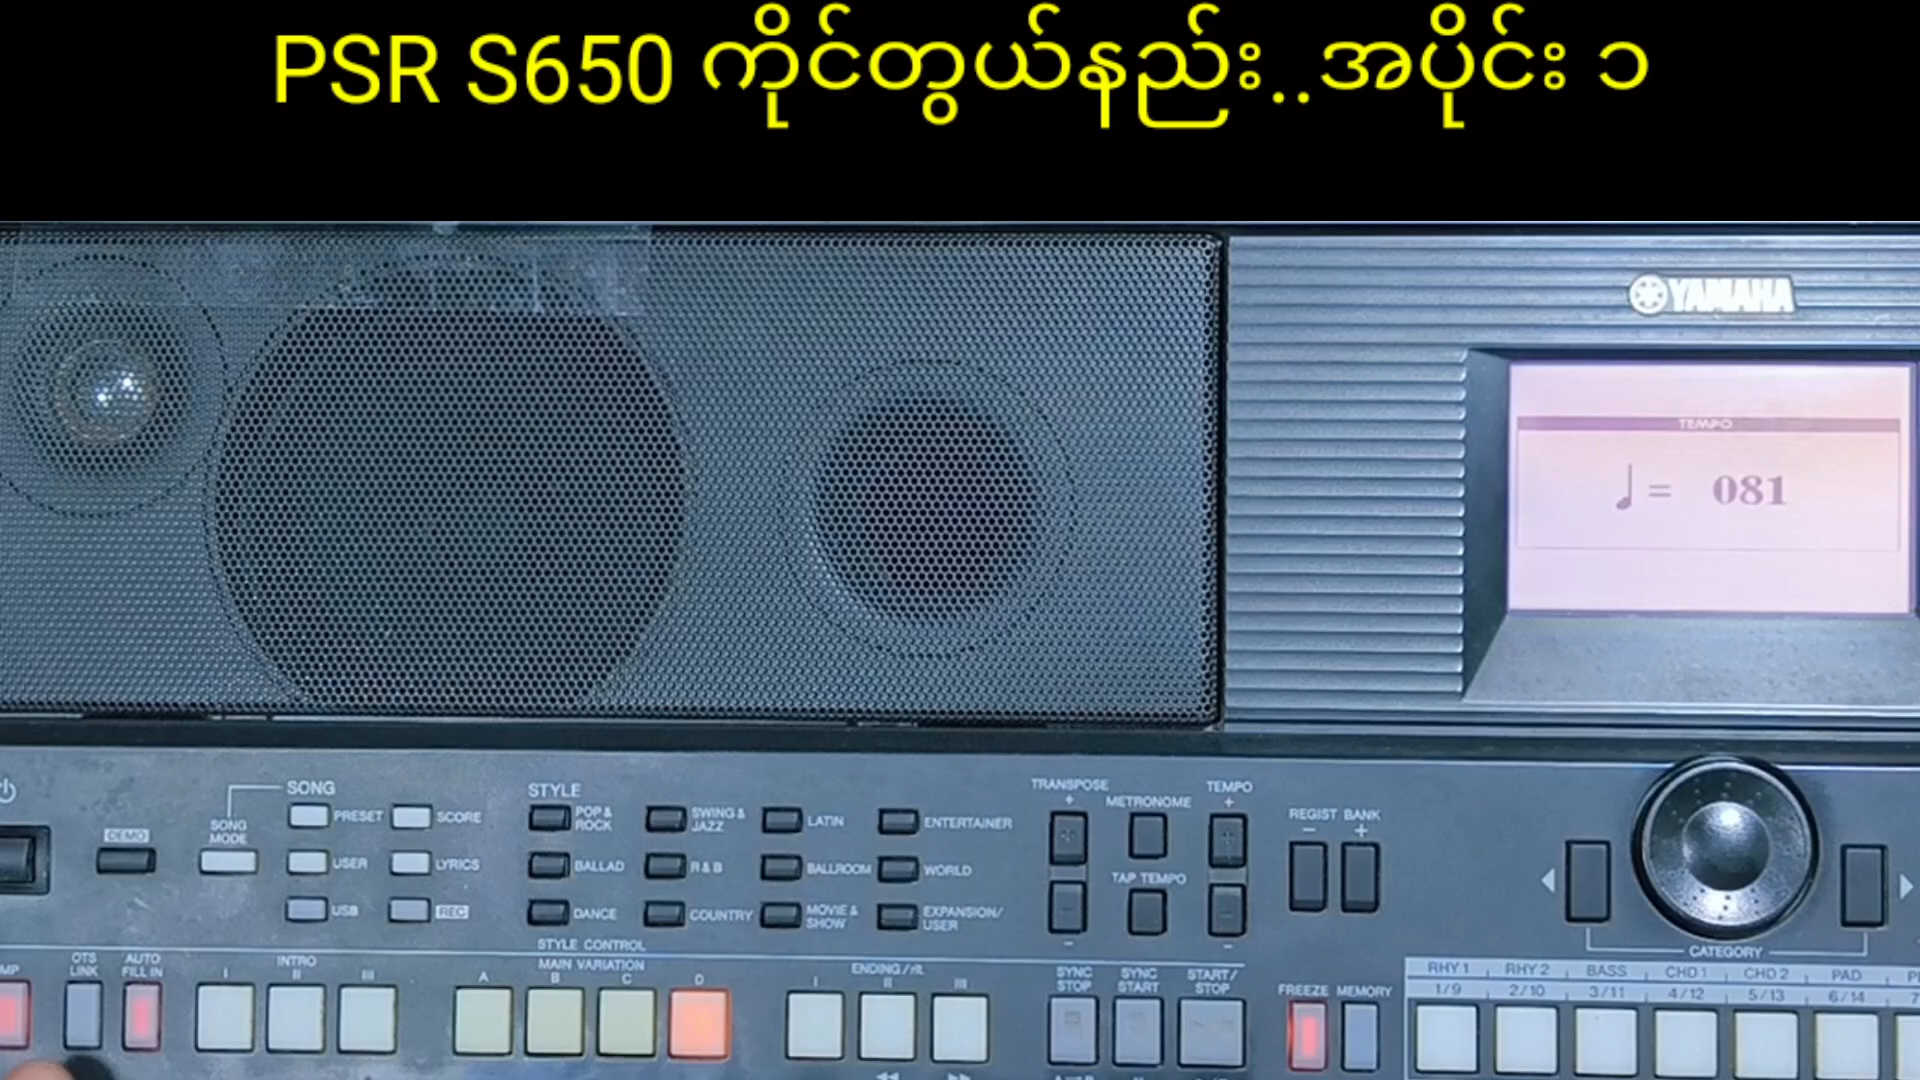 PSR S650 ကိုင်တွယ်နည်း..အပိုင်း ၁
YAMAHA
TEMPO
♩ = 081
SONG
PRESET
SCORE
SONG MODE
USER
LYRICS
USB
REC
DEMO
STYLE
POP & ROCK
SWING & JAZZ
LATIN
ENTERTAINER
BALLAD
R & B
BALLROOM
WORLD
DANCE
COUNTRY
MOVIE & SHOW
EXPANSION/ USER
TRANSPOSE
+
-
METRONOME
TAP TEMPO
TEMPO
+
-
REGIST BANK
- +
CATEGORY
OTS LINK
AUTO FILL IN
STYLE CONTROL
INTRO
I II III
MAIN VARIATION
A B C D
ENDING/rit.
I II III
SYNC STOP
SYNC START
START/ STOP
FREEZE
MEMORY
RHY 1 RHY 2 BASS CHD 1 CHD 2 PAD
1/9 2/10 3/11 4/12 5/13 6/14